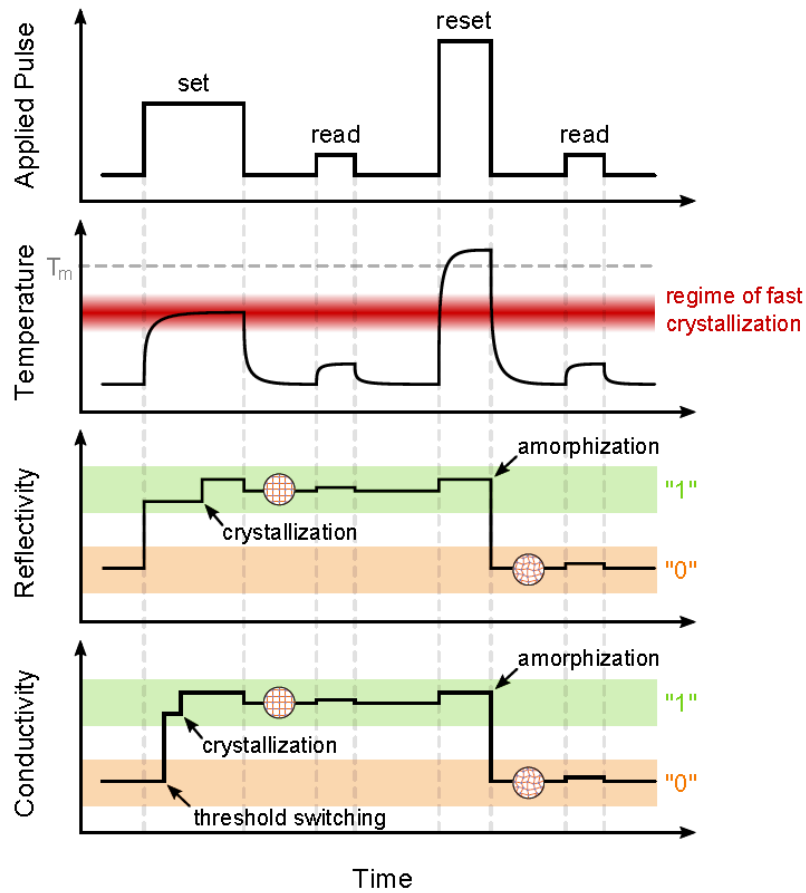 Applied Pulse
set
read
reset
read
Temperature
Tm
regime of fast
crystallization
Reflectivity
amorphization
crystallization
"1"
"0"
Conductivity
amorphization
crystallization
threshold switching
"1"
"0"
Time